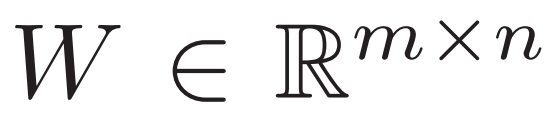 W ∈ ℝ^{m×n}